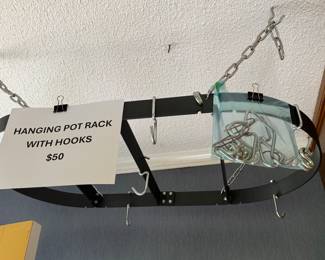 HANGING POT RACK
WITH HOOKS
$50